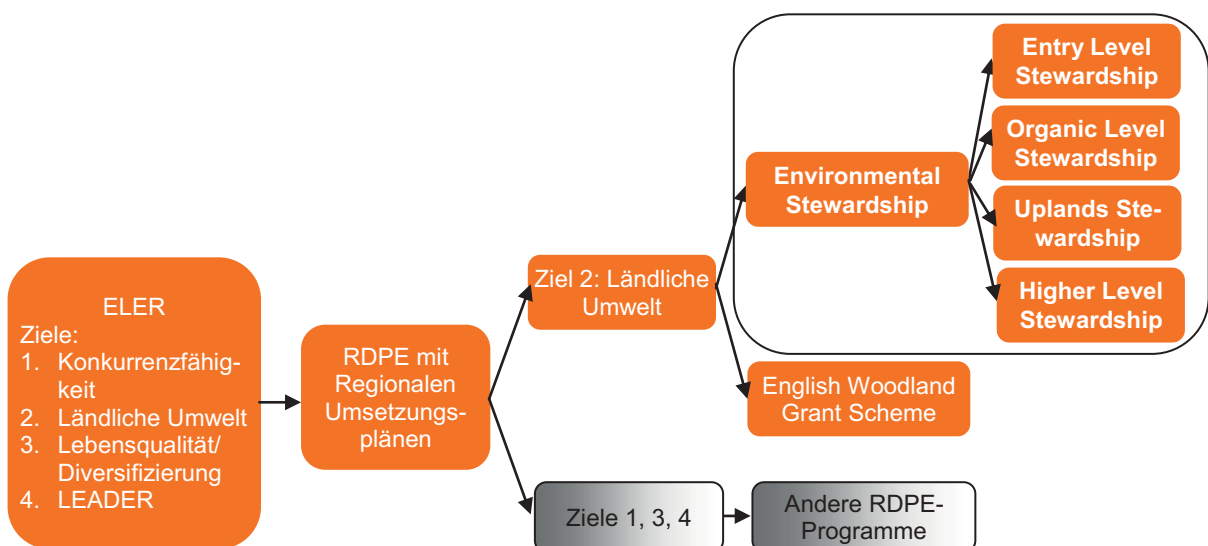 ELER
Ziele:
1. Konkurrenzfähig-
keit
2. Ländliche Umwelt
3. Lebensqualität/
Diversifizierung
4. LEADER
RDPE mit
Regionalen
Umsetzungs-
plänen
Ziel 2: Ländliche
Umwelt
Environmental
Stewardship
Entry Level
Stewardship
Organic Level
Stewardship
Uplands Ste-
wardship
Higher Level
Stewardship
English Woodland
Grant Scheme
Ziele 1, 3, 4
Andere RDPE-
Programme